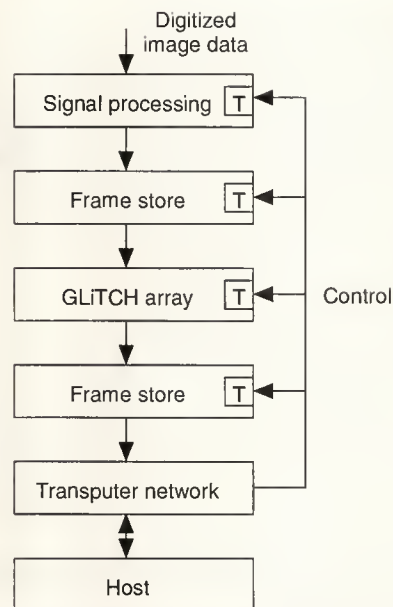 Digitized
image data
Signal processing T
Frame store T
GLiTCH array T
Control
Frame store T
Transputer network
Host